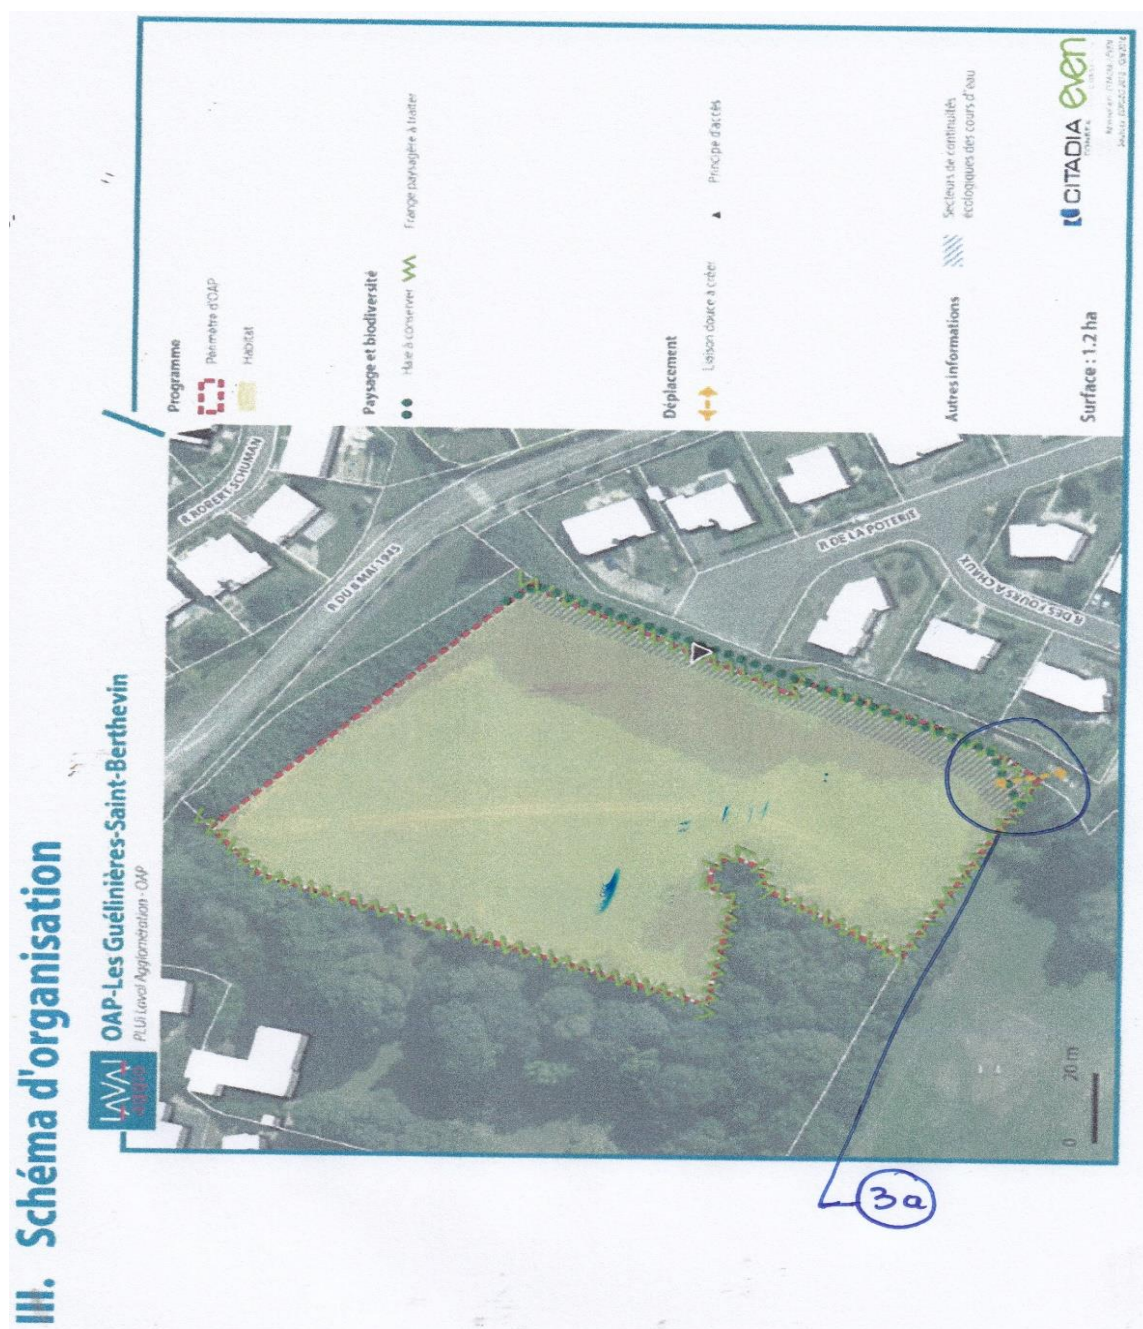 III. Schéma d'organisation
LAVAL
OAP-Les Guélinières-Saint-Berthevin
PLUi Laval Agglomération - OAP
R ROBERT-SCHUMAN
R DU 8 MAI 1945
R DE LA POTERIE
R DES FOURS A CHAUX
0 20 m
3a
Programme
Périmètre d'OAP
Habitat
Paysage et biodiversité
Haie à conserver
Frange paysagère à traiter
Déplacement
Liaison douce à créer
Principe d'accès
Autres informations
Secteurs de continuités
écologiques des cours d'eau
Surface : 1.2 ha
CITADIA
CONSEIL
even